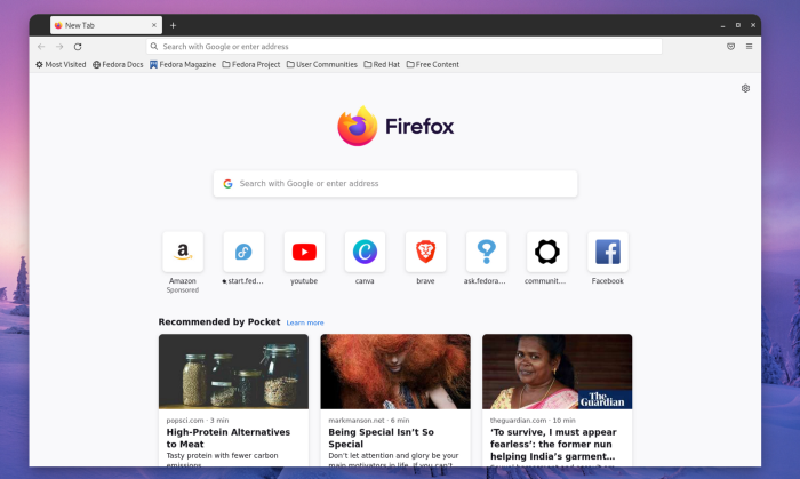 New Tab
Search with Google or enter address
Most Visited Fedora Docs Fedora Magazine Fedora Project User Communities Red Hat Free Content
Firefox
Search with Google or enter address
Amazon start.fed... youtube canva brave ask.fedora... communit.... Facebook
Sponsored
Recommended by Pocket Learn more
The Guardian
popsci.com · 3 min
High-Protein Alternatives
to Meat
Tasty protein with fewer carbon
emissions.
markmanson.net · 6 min
Being Special Isn't So
Special
Don't let attention and glory be your
main motivators in life. If you can't
theguardian.com · 10 min
'To survive, I must appear
fearless': the former nun
helping India's garment...